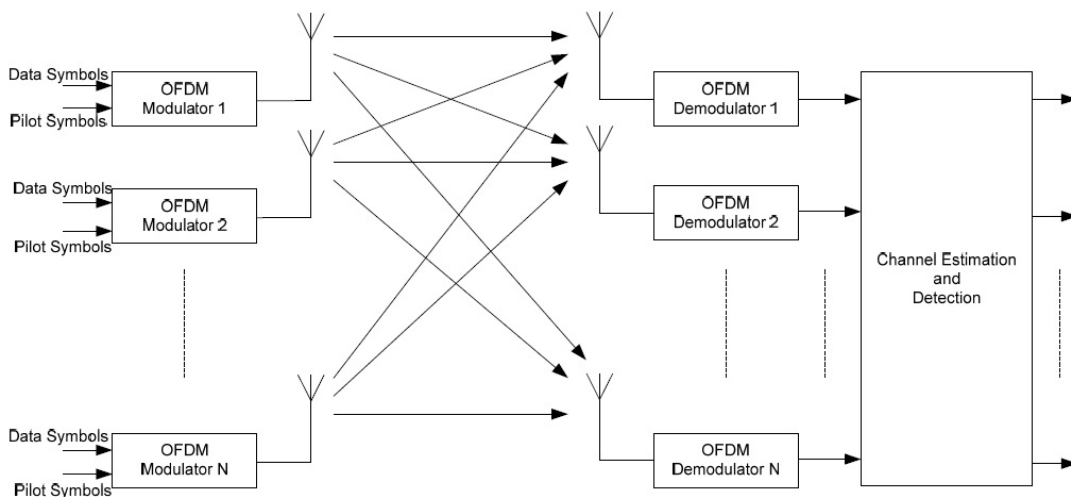 Data Symbols
Pilot Symbols
OFDM
Modulator 1
OFDM
Demodulator 1
Data Symbols
Pilot Symbols
OFDM
Modulator 2
OFDM
Demodulator 2
Channel Estimation
and
Detection
Data Symbols
Pilot Symbols
OFDM
Modulator N
OFDM
Demodulator N